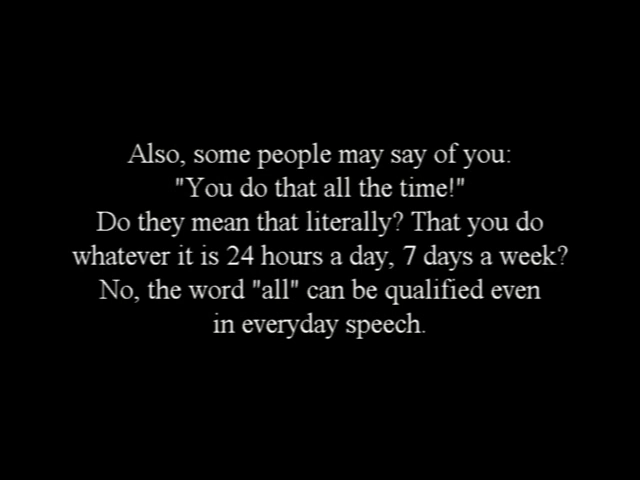 Also, some people may say of you:
"You do that all the time!"
Do they mean that literally? That you do
whatever it is 24 hours a day, 7 days a week?
No, the word "all" can be qualified even
in everyday speech.